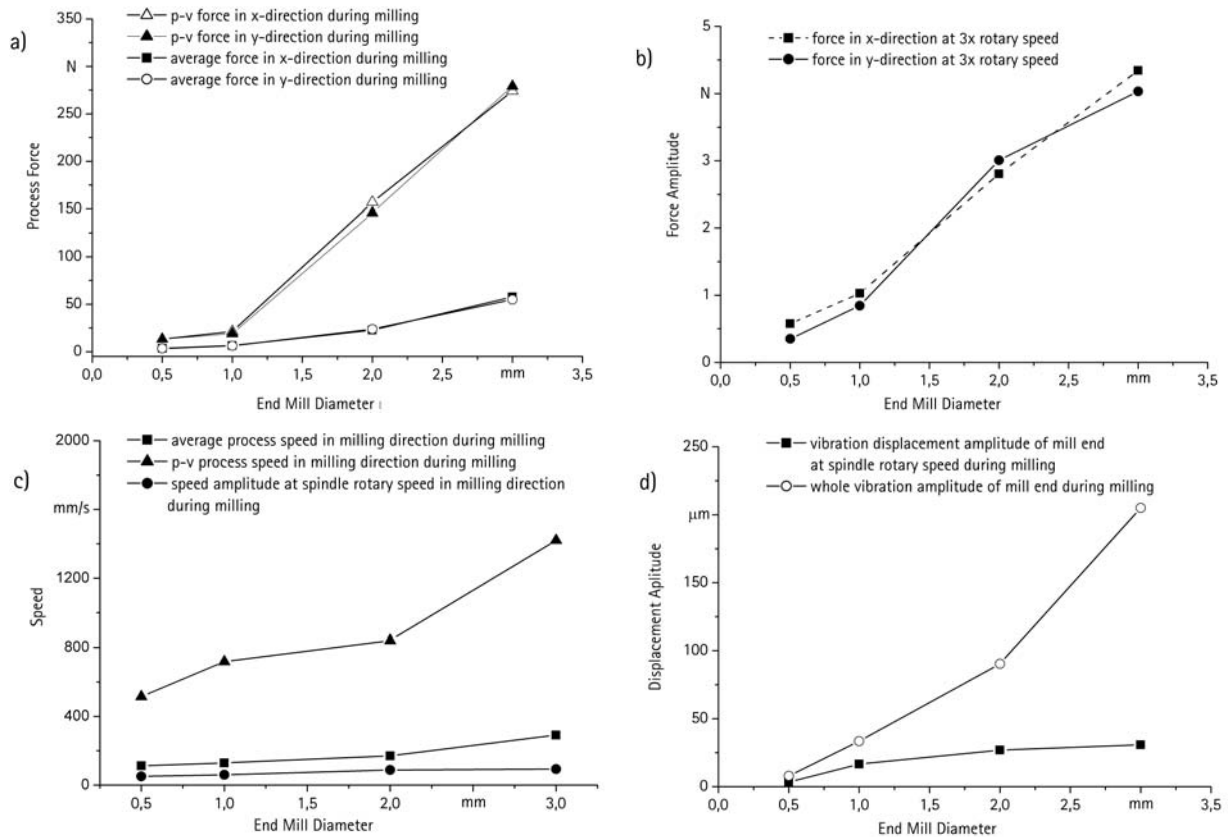 a)
p-v force in x-direction during milling
p-v force in y-direction during milling
average force in x-direction during milling
average force in y-direction during milling
350
N
250
200
150
100
50
0
Process Force
0,0 0,5 1,0 2,0 2,5 mm 3,5
End Mill Diameter
b)
force in x-direction at 3x rotary speed
force in y-direction at 3x rotary speed
5
N
3
2
1
0
Force Amplitude
0,0 0,5 1,0 2,0 2,5 mm 3,5
End Mill Diameter
c)
average process speed in milling direction during milling
p-v process speed in milling direction during milling
speed amplitude at spindle rotary speed in milling direction
during milling
2000
mm/s
1200
800
400
0
Speed
0,5 1,0 2,0 mm 3,0
End Mill Diameter
d)
vibration displacement amplitude of mill end
at spindle rotary speed during milling
whole vibration amplitude of mill end during milling
250
μm
150
100
50
0
Displacement Aplitude
0,0 0,5 1,0 2,0 2,5 mm 3,5
End Mill Diameter